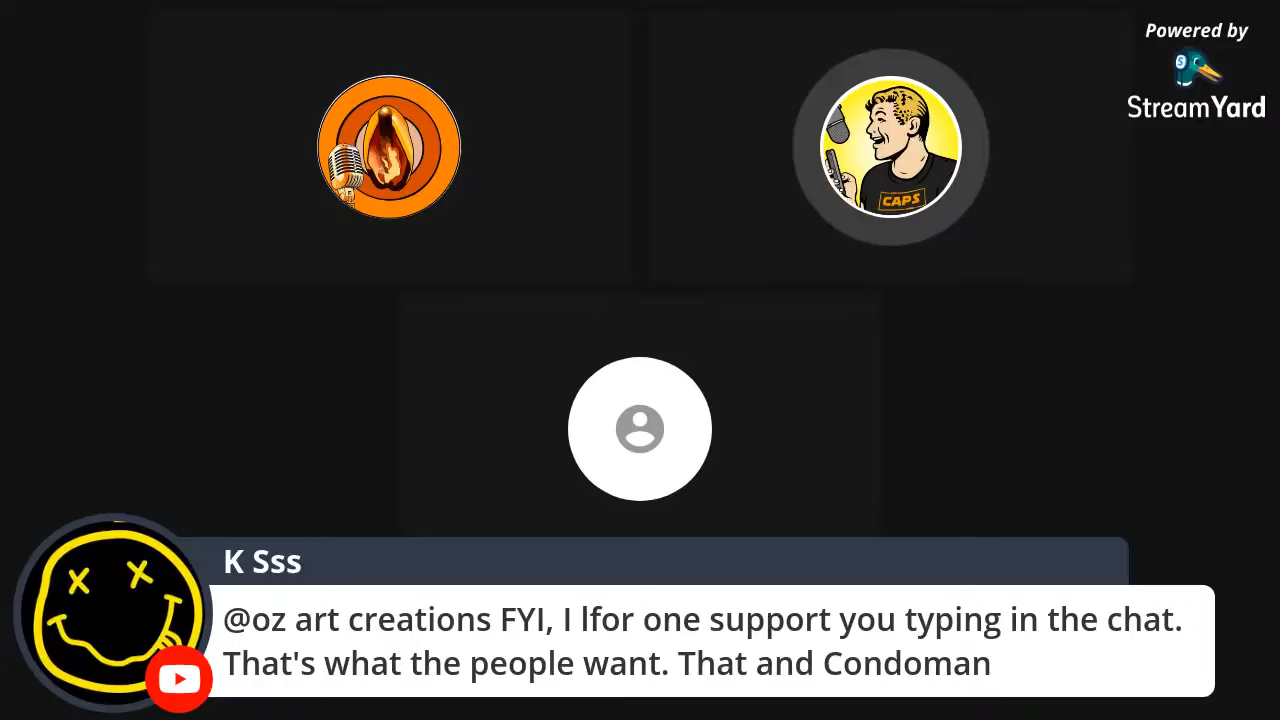 Powered by
StreamYard
CAPS
K Sss
@oz art creations FYI, I lfor one support you typing in the chat.
That's what the people want. That and Condoman